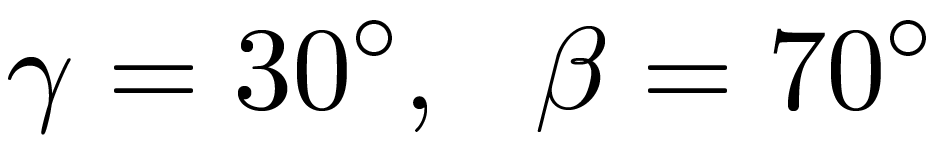 γ = 30°, β = 70°